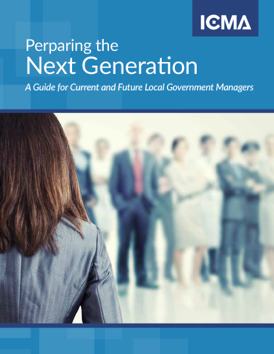 ICMA
Perparing the
Next Generation
A Guide for Current and Future Local Government Managers